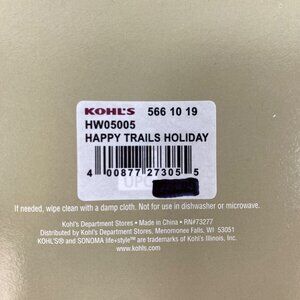 KOHL'S 566 10 19
HW05005
HAPPY TRAILS HOLIDAY
4 00877 27305 5
UPC
If needed, wipe clean with a damp cloth. Not for use in dishwasher or microwave.
Kohl's Department Stores • Made in China • RN#73277
Distributed by Kohl's Department Stores, Menomonee Falls, WI 53051
KOHL'S® and SONOMA life+style™ are trademarks of Kohl's Illinois, Inc.
www.kohls.com